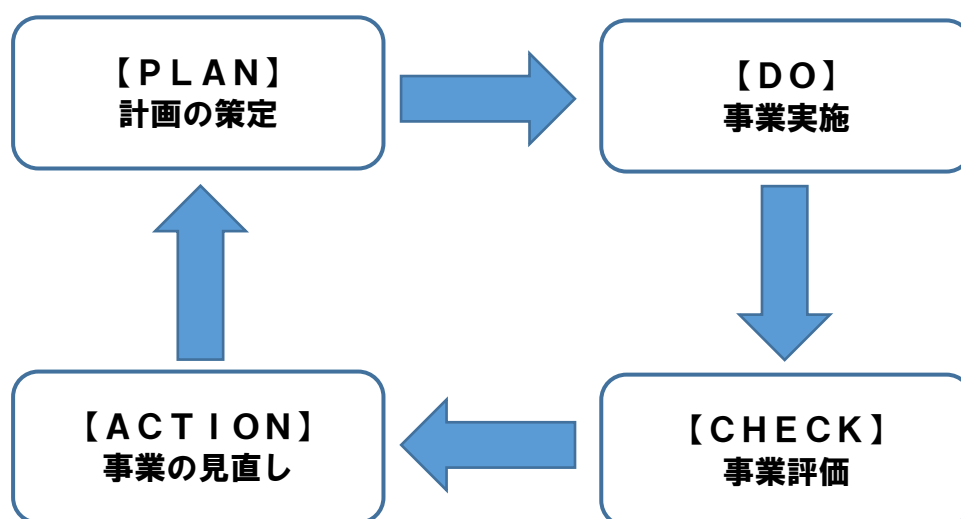 【ＰＬＡＮ】
計画の策定
【ＤＯ】
事業実施
【ＡＣＴＩＯＮ】
事業の見直し
【ＣＨＥＣＫ】
事業評価